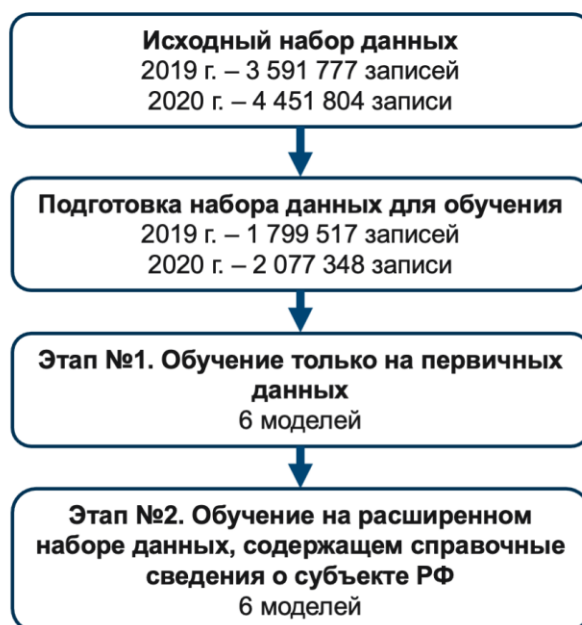 Исходный набор данных
2019 г. – 3 591 777 записей
2020 г. – 4 451 804 записи
Подготовка набора данных для обучения
2019 г. – 1 799 517 записей
2020 г. – 2 077 348 записи
Этап №1. Обучение только на первичных
данных
6 моделей
Этап №2. Обучение на расширенном
наборе данных, содержащем справочные
сведения о субъекте РФ
6 моделей